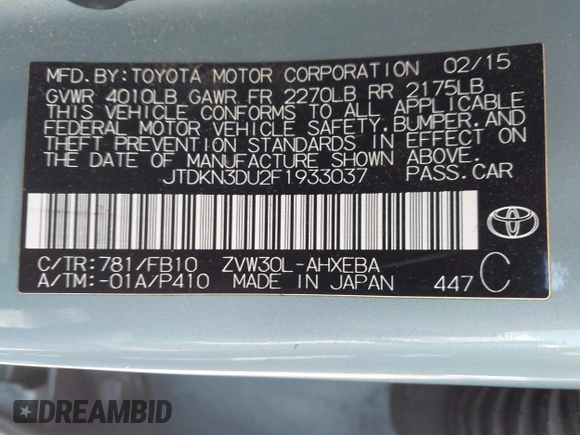 MFD.BY:TOYOTA MOTOR CORPORATION 02/15
GVWR 4010LB GAWR FR 2270LB RR 2175LB
THIS VEHICLE CONFORMS TO ALL APPLICABLE
FEDERAL MOTOR VEHICLE SAFETY,BUMPER,AND
THEFT PREVENTION STANDARDS IN EFFECT ON
THE DATE OF MANUFACTURE SHOWN ABOVE.
JTDKN3DU2F1933037 PASS.CAR
C/TR:781/FB10 ZVW30L-AHXEBA
A/TM:-01A/P410 MADE IN JAPAN 447 C
DREAMBID